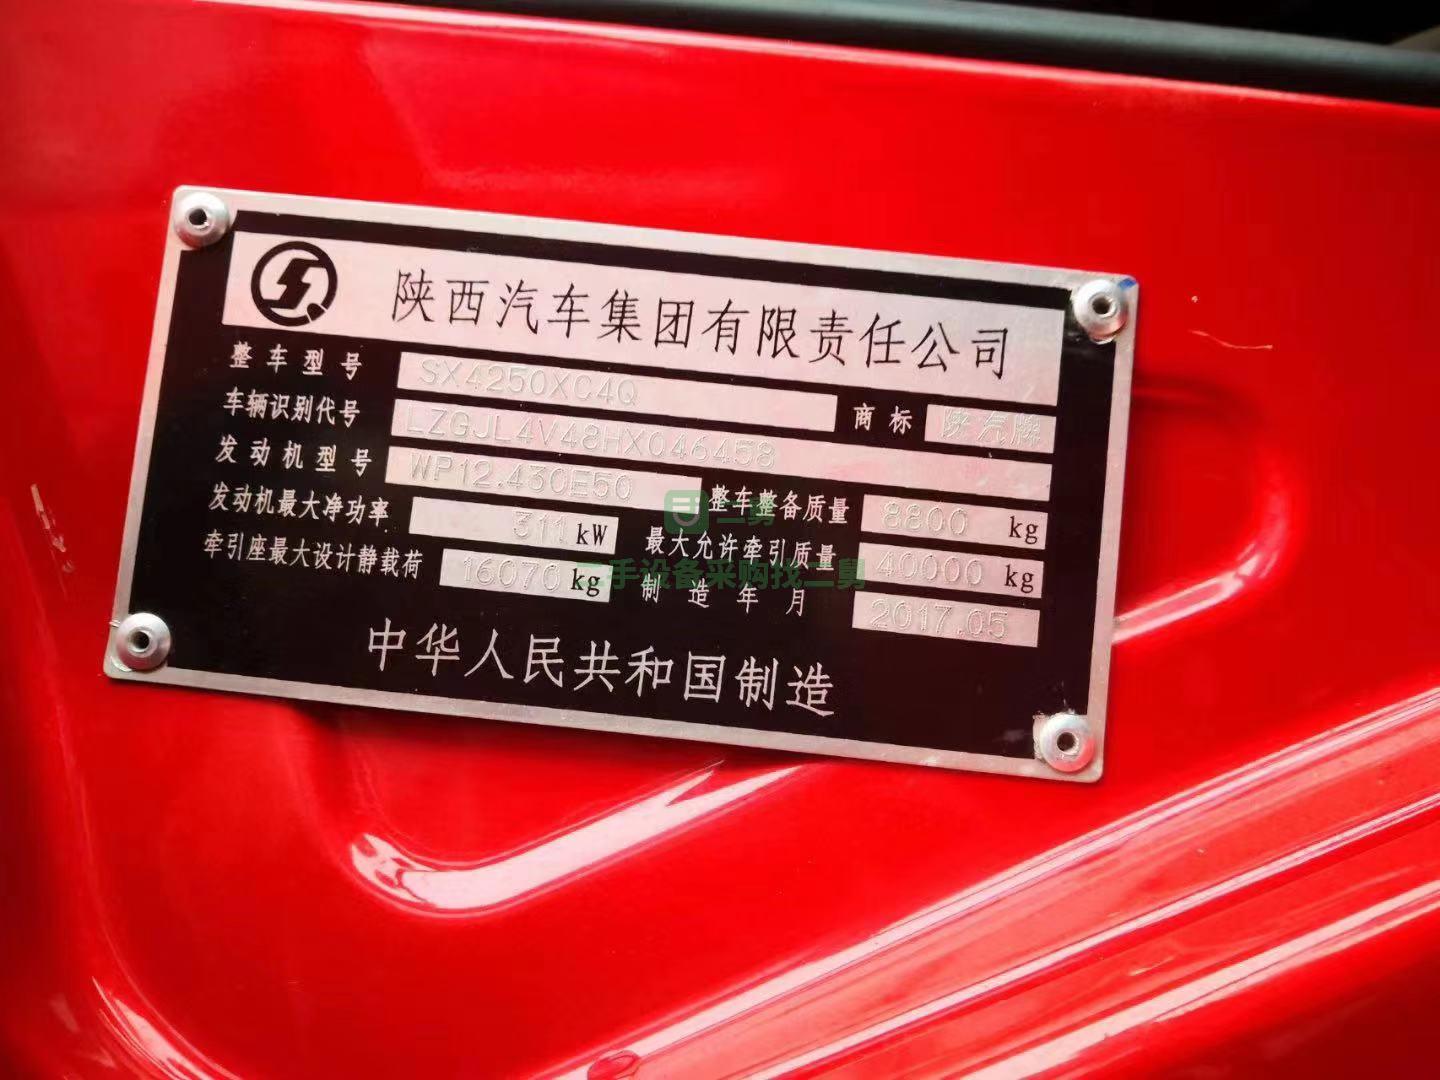 陕西汽车集团有限责任公司
整车型号 SX4250XC4Q 商标 陕汽牌
车辆识别代号 LZGJL4V48HX046458
发动机型号 WP12.430E50 整车整备质量 8800 kg
发动机最大净功率 311 kW 最大允许牵引质量 40000 kg
牵引座最大设计静载荷 16070 kg 制造年月 2017.05
中华人民共和国制造
二舅
二手设备采购找二舅